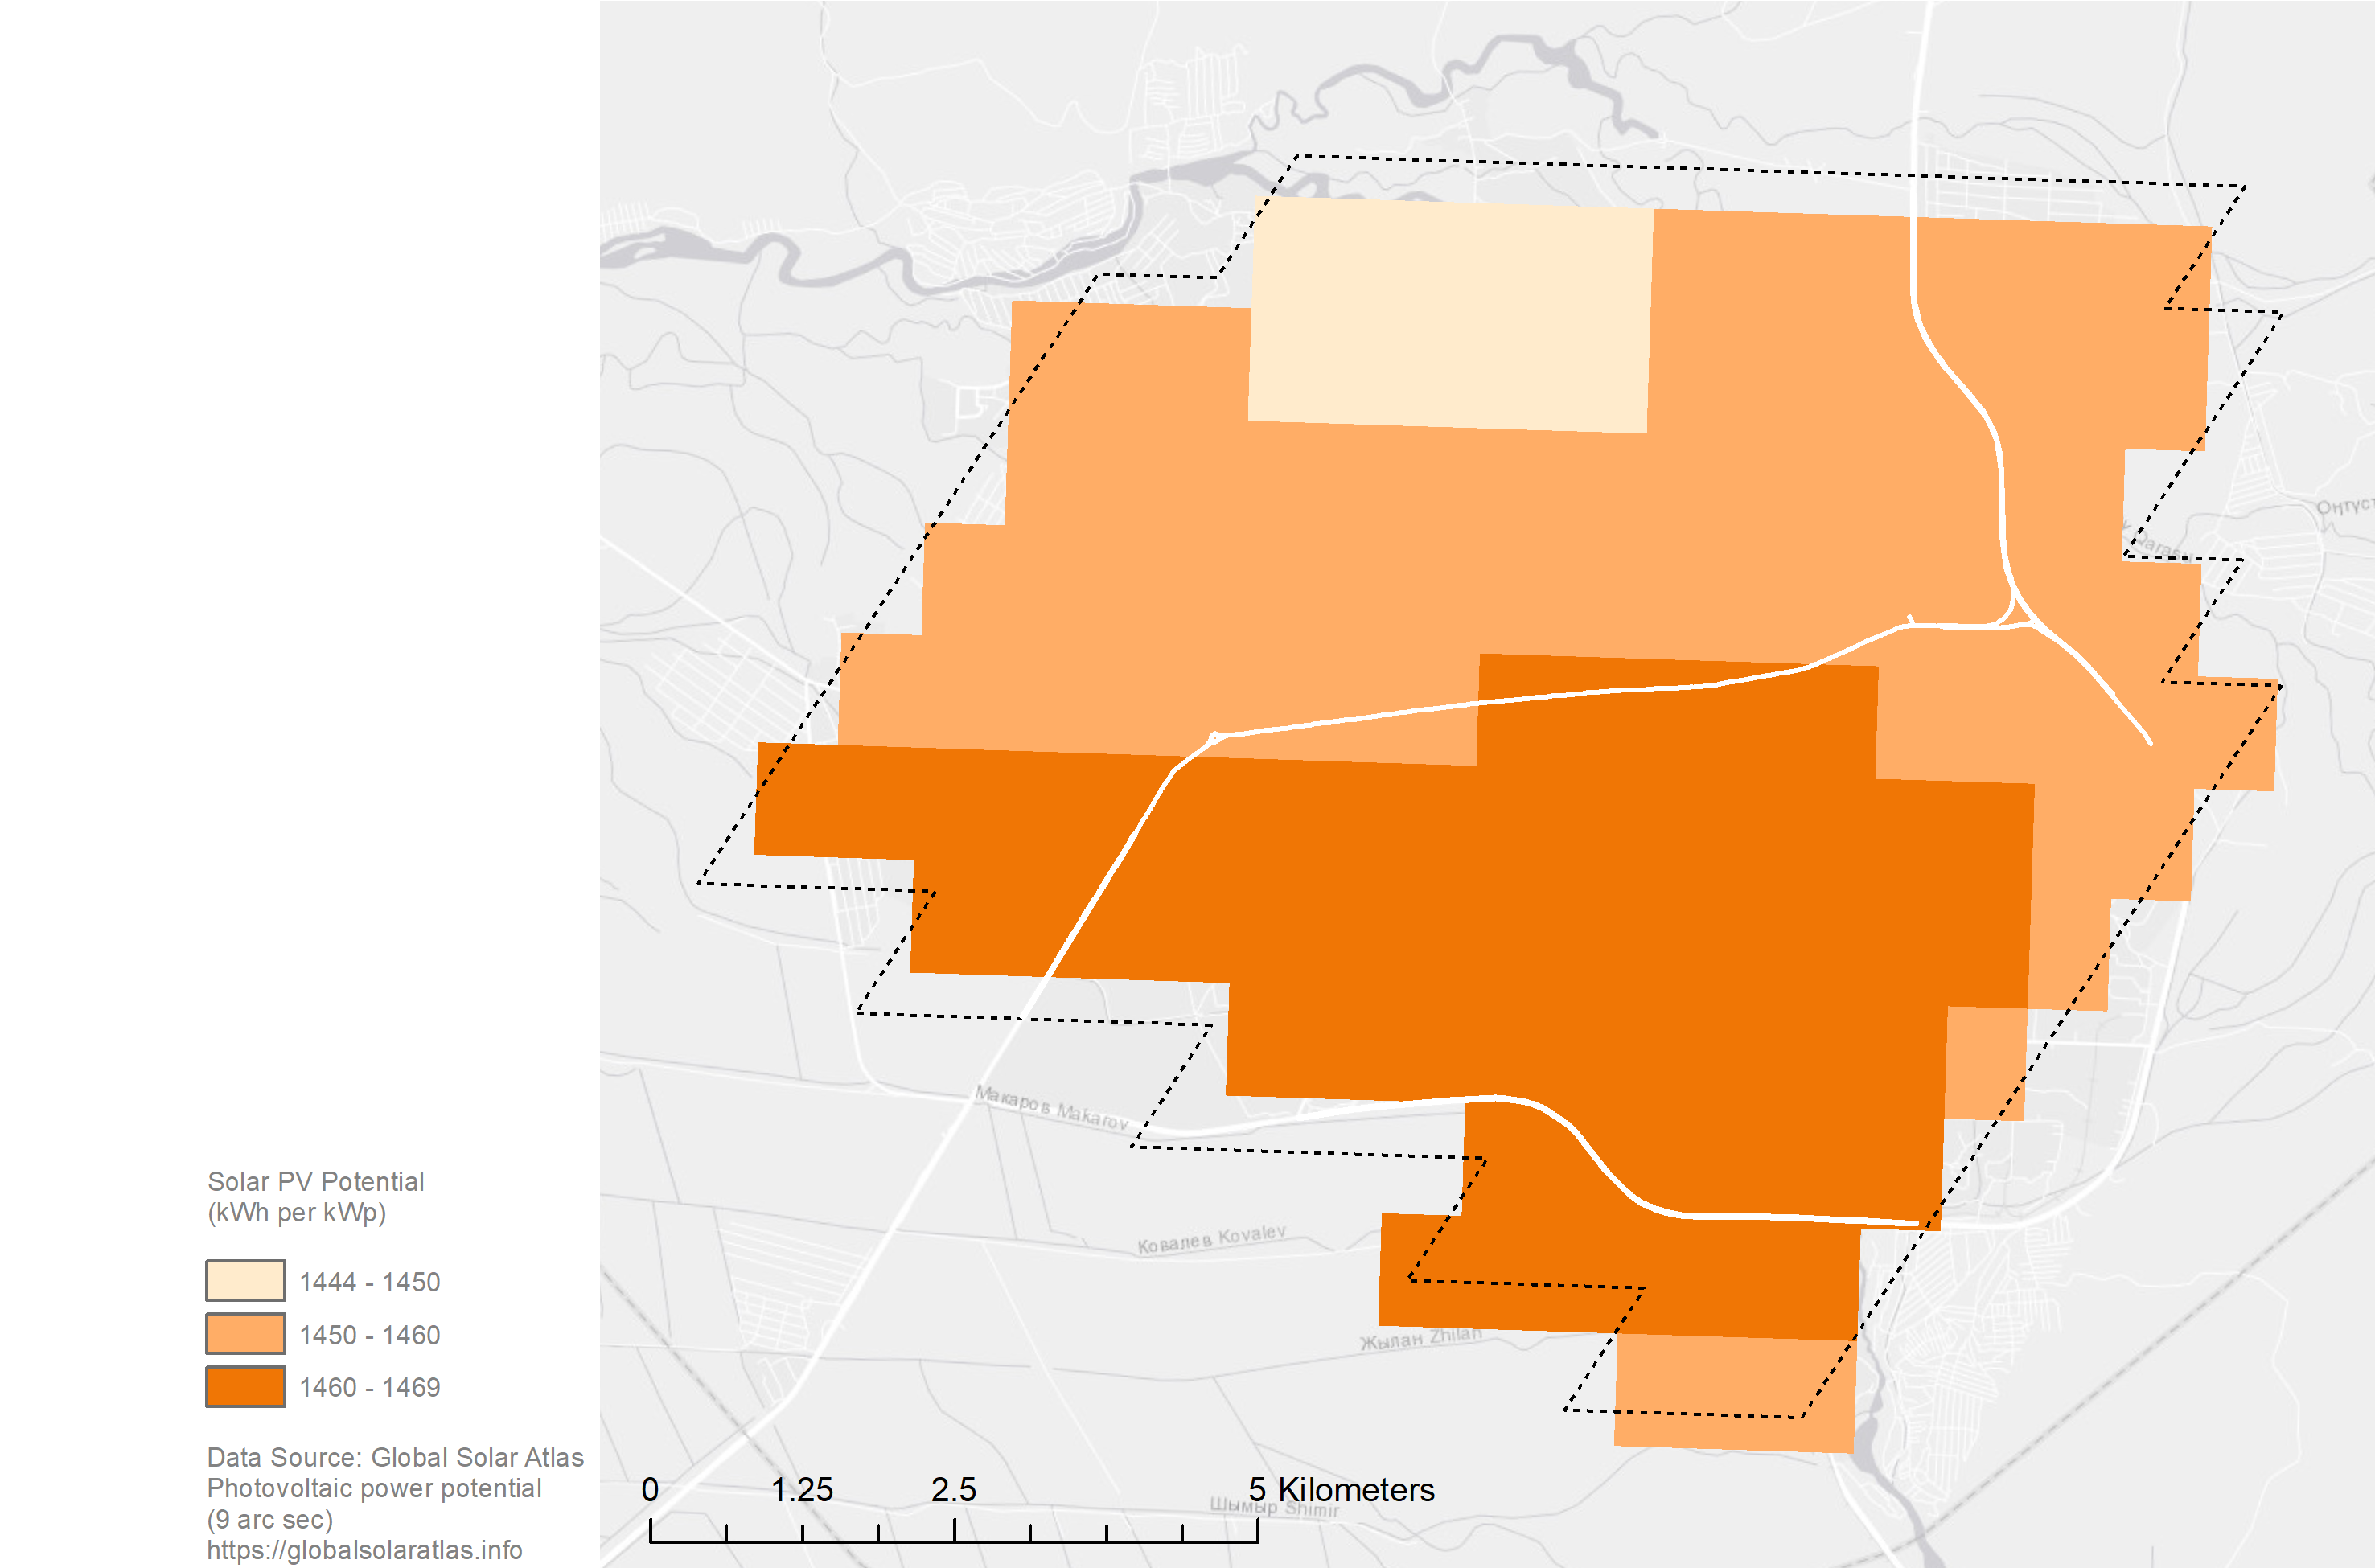 Оңтүст
Qarasu
Макаров Makarov
Ковалев Kovalev
Жылан Zhilan
Шымыр Shimir
Solar PV Potential
(kWh per kWp)
1444 - 1450
1450 - 1460
1460 - 1469
Data Source: Global Solar Atlas
Photovoltaic power potential
(9 arc sec)
https://globalsolaratlas.info
0 1.25 2.5 5 Kilometers